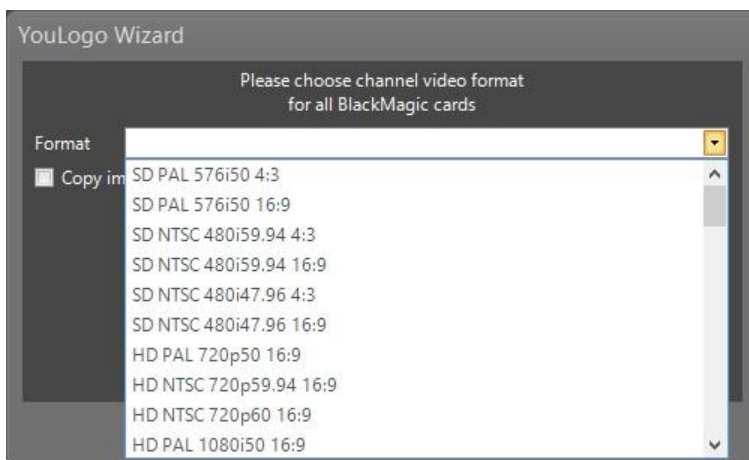 YouLogo Wizard
Please choose channel video format
for all BlackMagic cards
Format
Copy im
SD PAL 576i50 4:3
SD PAL 576i50 16:9
SD NTSC 480i59.94 4:3
SD NTSC 480i59.94 16:9
SD NTSC 480i47.96 4:3
SD NTSC 480i47.96 16:9
HD PAL 720p50 16:9
HD NTSC 720p59.94 16:9
HD NTSC 720p60 16:9
HD PAL 1080i50 16:9